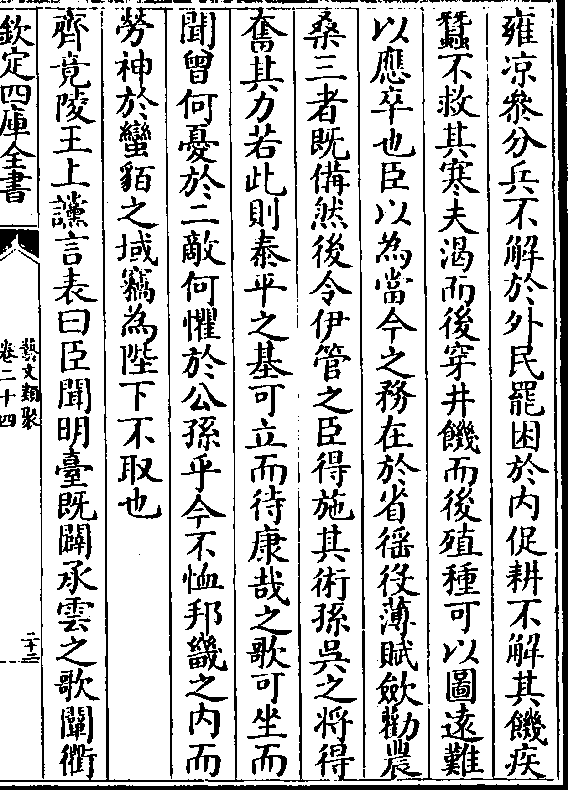 雍凉叅分兵不解於外民罷困於内促耕不解其饑疾
蠶不救其寒夫渴而後穿井饑而後殖種可以圖逺難
以應卒也臣以為當今之務在於省徭役薄賦歛勸農
桑三者既備然後令伊管之臣得施其術孫吳之将得
奮其力若此則泰平之基可立而待康哉之歌可坐而
聞曾何憂於二敵何懼於公孫乎今不恤邦畿之内而
勞神於蠻貊之域竊為陛下不取也
齊竟陵王上讜言表曰臣聞明臺既闢承雲之歌闡衢
欽定四庫全書
藝文類聚
卷二十四
二十三